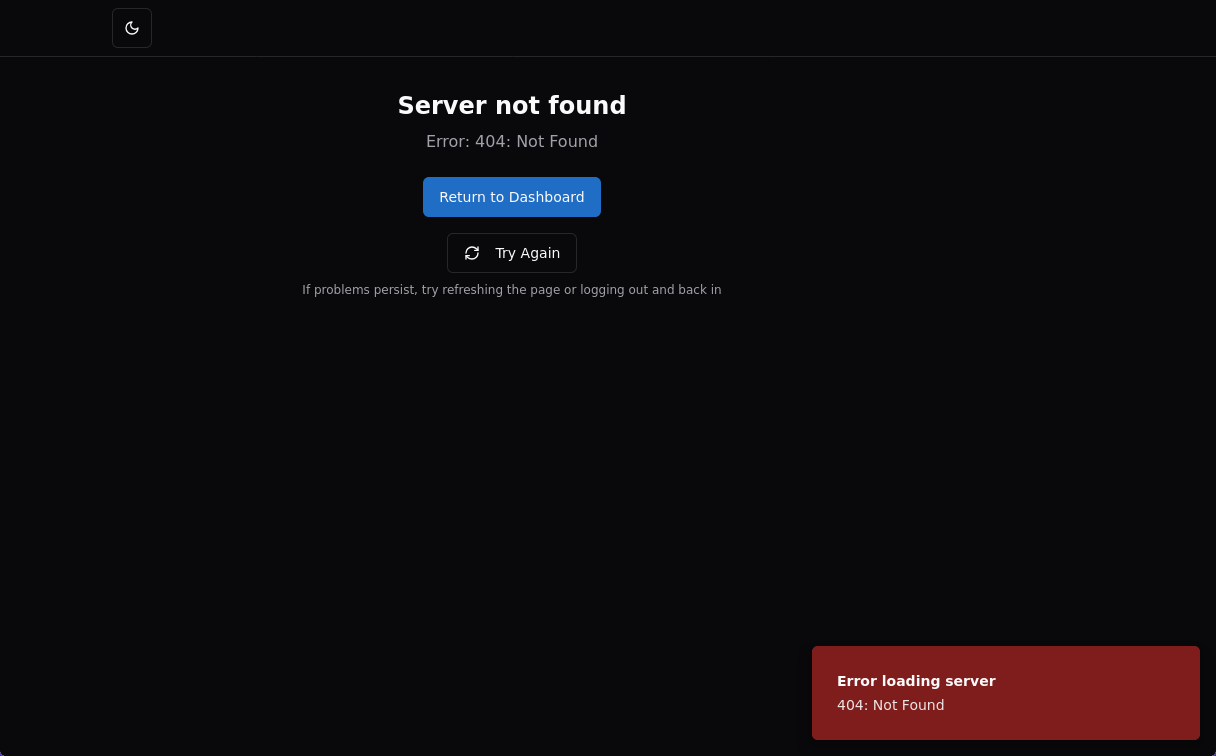 Server not found
Error: 404: Not Found
Return to Dashboard
Try Again
If problems persist, try refreshing the page or logging out and back in
Error loading server
404: Not Found